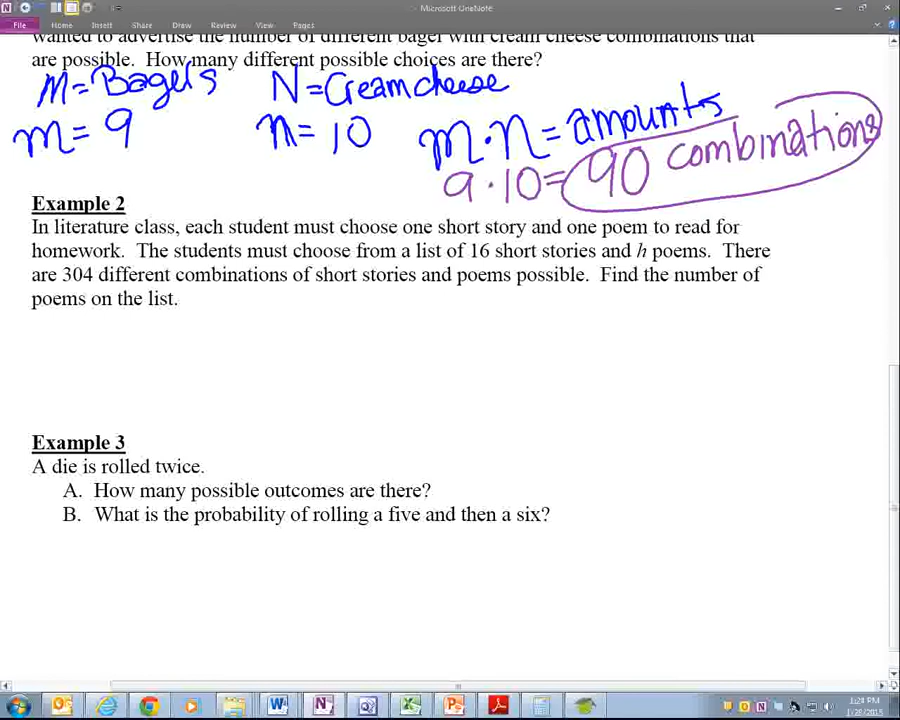 Microsoft OneNote
File Home Insert Share Draw Review View Pages
wanted to advertise the number of different bagel with cream cheese combinations that
are possible. How many different possible choices are there?
M=Bagels N=Creamcheese
m=9 n=10 m·n=amounts
9·10=90 combinations
Example 2
In literature class, each student must choose one short story and one poem to read for
homework. The students must choose from a list of 16 short stories and h poems. There
are 304 different combinations of short stories and poems possible. Find the number of
poems on the list.
Example 3
A die is rolled twice.
A. How many possible outcomes are there?
B. What is the probability of rolling a five and then a six?